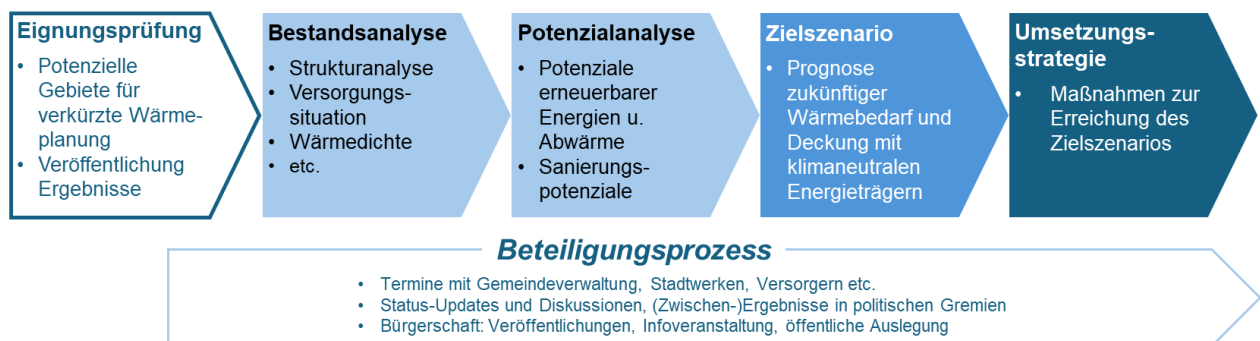 Eignungsprüfung
• Potenzielle
Gebiete für
verkürzte Wärme-
planung
• Veröffentlichung
Ergebnisse
Bestandsanalyse
• Strukturanalyse
• Versorgungs-
situation
• Wärmedichte
• etc.
Potenzialanalyse
• Potenziale
erneuerbarer
Energien u.
Abwärme
• Sanierungs-
potenziale
Zielszenario
• Prognose
zukünftiger
Wärmebedarf und
Deckung mit
klimaneutralen
Energieträgern
Umsetzungs-
strategie
• Maßnahmen zur
Erreichung des
Zielszenarios
Beteiligungsprozess
• Termine mit Gemeindeverwaltung, Stadtwerken, Versorgern etc.
• Status-Updates und Diskussionen, (Zwischen-)Ergebnisse in politischen Gremien
• Bürgerschaft: Veröffentlichungen, Infoveranstaltung, öffentliche Auslegung